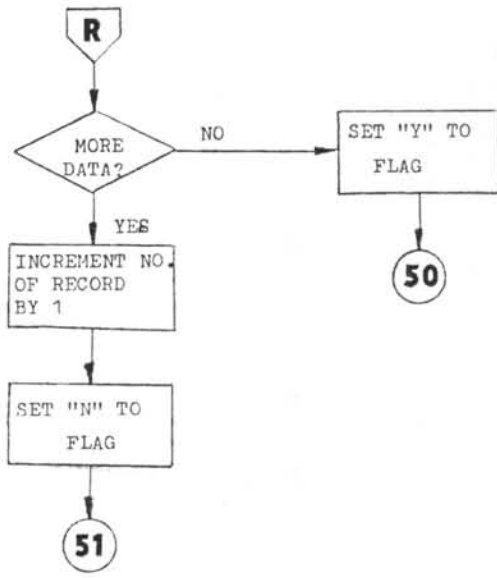 R
MORE
DATA?
NO
SET "Y" TO
FLAG
50
YES
INCREMENT NO.
OF RECORD
BY 1
SET "N" TO
FLAG
51